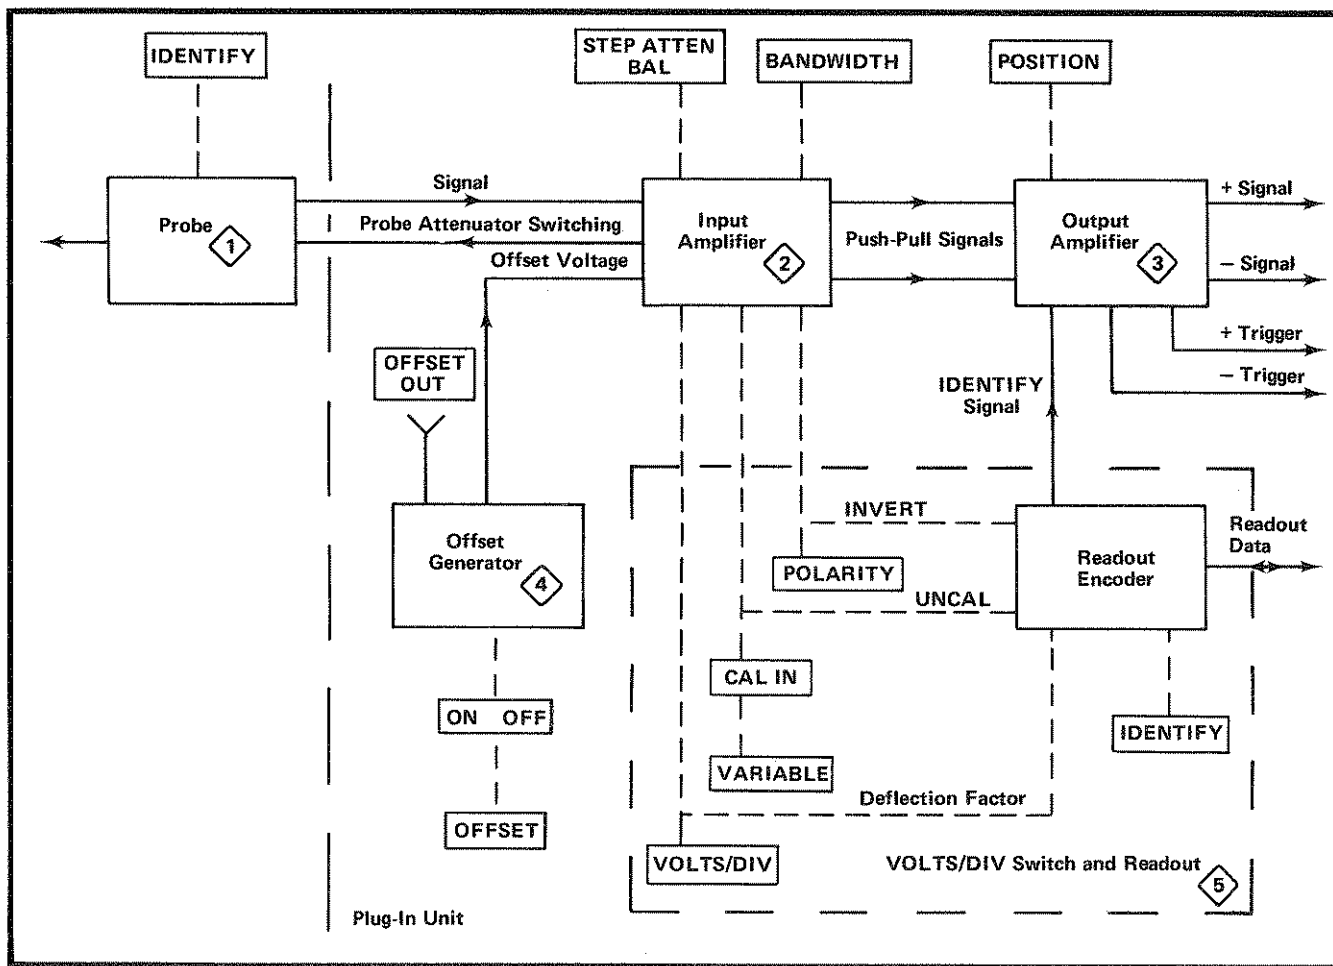 IDENTIFY
STEP ATTEN
BAL
BANDWIDTH
POSITION
Signal
Probe
1
Probe Attenuator Switching
Offset Voltage
Input
Amplifier
2
Push-Pull Signals
Output
Amplifier
3
+ Signal
− Signal
+ Trigger
− Trigger
OFFSET
OUT
IDENTIFY
Signal
Offset
Generator
4
INVERT
POLARITY
UNCAL
Readout
Encoder
Readout
Data
ON OFF
OFFSET
CAL IN
VARIABLE
IDENTIFY
Deflection Factor
VOLTS/DIV
VOLTS/DIV Switch and Readout
5
Plug-In Unit